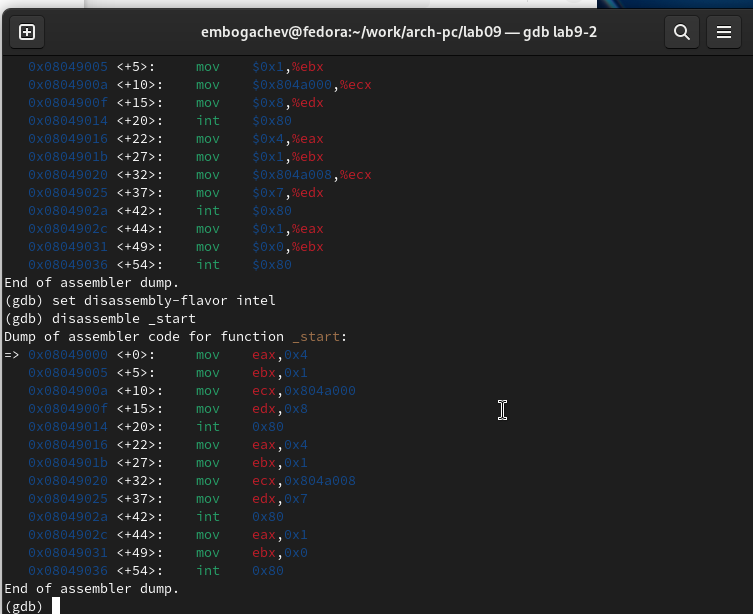 embogachev@fedora:~/work/arch-pc/lab09 — gdb lab9-2
0x08049005 <+5>: mov $0x1,%ebx
0x0804900a <+10>: mov $0x804a000,%ecx
0x0804900f <+15>: mov $0x8,%edx
0x08049014 <+20>: int $0x80
0x08049016 <+22>: mov $0x4,%eax
0x0804901b <+27>: mov $0x1,%ebx
0x08049020 <+32>: mov $0x804a008,%ecx
0x08049025 <+37>: mov $0x7,%edx
0x0804902a <+42>: int $0x80
0x0804902c <+44>: mov $0x1,%eax
0x08049031 <+49>: mov $0x0,%ebx
0x08049036 <+54>: int $0x80
End of assembler dump.
(gdb) set disassembly-flavor intel
(gdb) disassemble _start
Dump of assembler code for function _start:
=> 0x08049000 <+0>: mov eax,0x4
0x08049005 <+5>: mov ebx,0x1
0x0804900a <+10>: mov ecx,0x804a000
0x0804900f <+15>: mov edx,0x8
0x08049014 <+20>: int 0x80
0x08049016 <+22>: mov eax,0x4
0x0804901b <+27>: mov ebx,0x1
0x08049020 <+32>: mov ecx,0x804a008
0x08049025 <+37>: mov edx,0x7
0x0804902a <+42>: int 0x80
0x0804902c <+44>: mov eax,0x1
0x08049031 <+49>: mov ebx,0x0
0x08049036 <+54>: int 0x80
End of assembler dump.
(gdb)